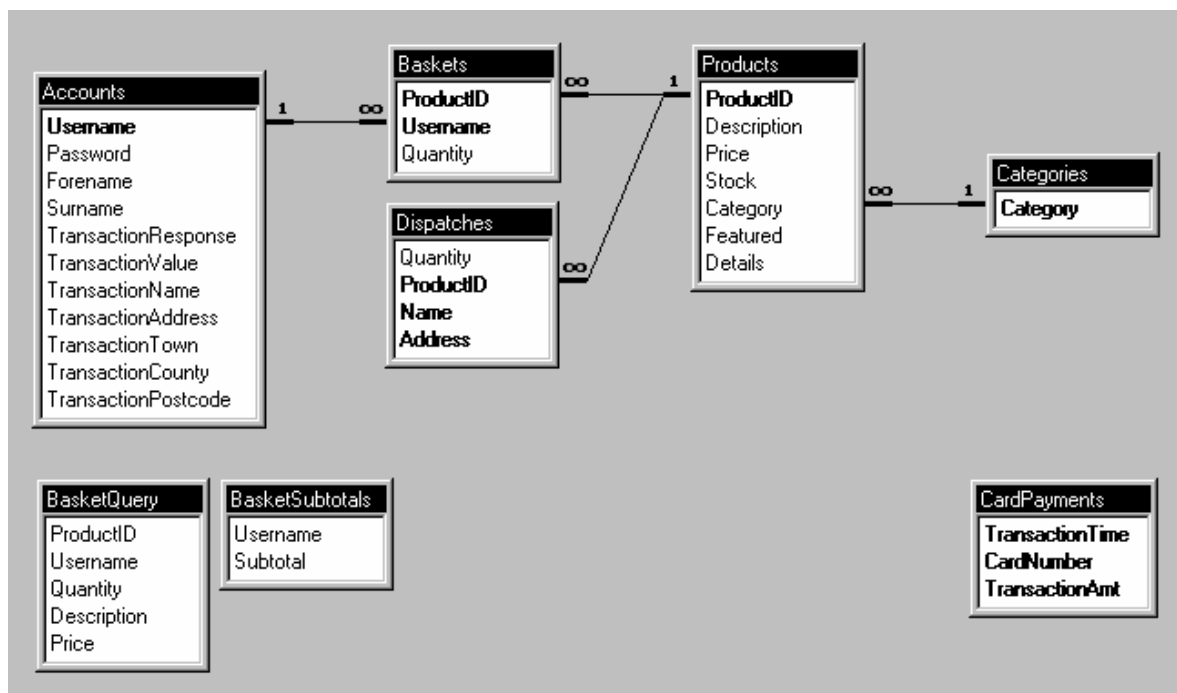 Accounts
Username
Password
Forename
Surname
TransactionResponse
TransactionValue
TransactionName
TransactionAddress
TransactionTown
TransactionCounty
TransactionPostcode
1
∞
Baskets
ProductID
Username
Quantity
∞
1
Dispatches
Quantity
ProductID
Name
Address
∞
Products
ProductID
Description
Price
Stock
Category
Featured
Details
∞
1
Categories
Category
BasketQuery
ProductID
Username
Quantity
Description
Price
BasketSubtotals
Username
Subtotal
CardPayments
TransactionTime
CardNumber
TransactionAmt